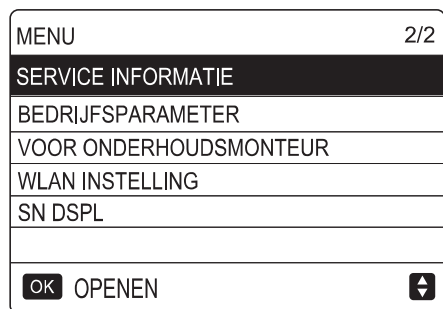 MENU 2/2
SERVICE INFORMATIE
BEDRIJFSPARAMETER
VOOR ONDERHOUDSMONTEUR
WLAN INSTELLING
SN DSPL
OK OPENEN